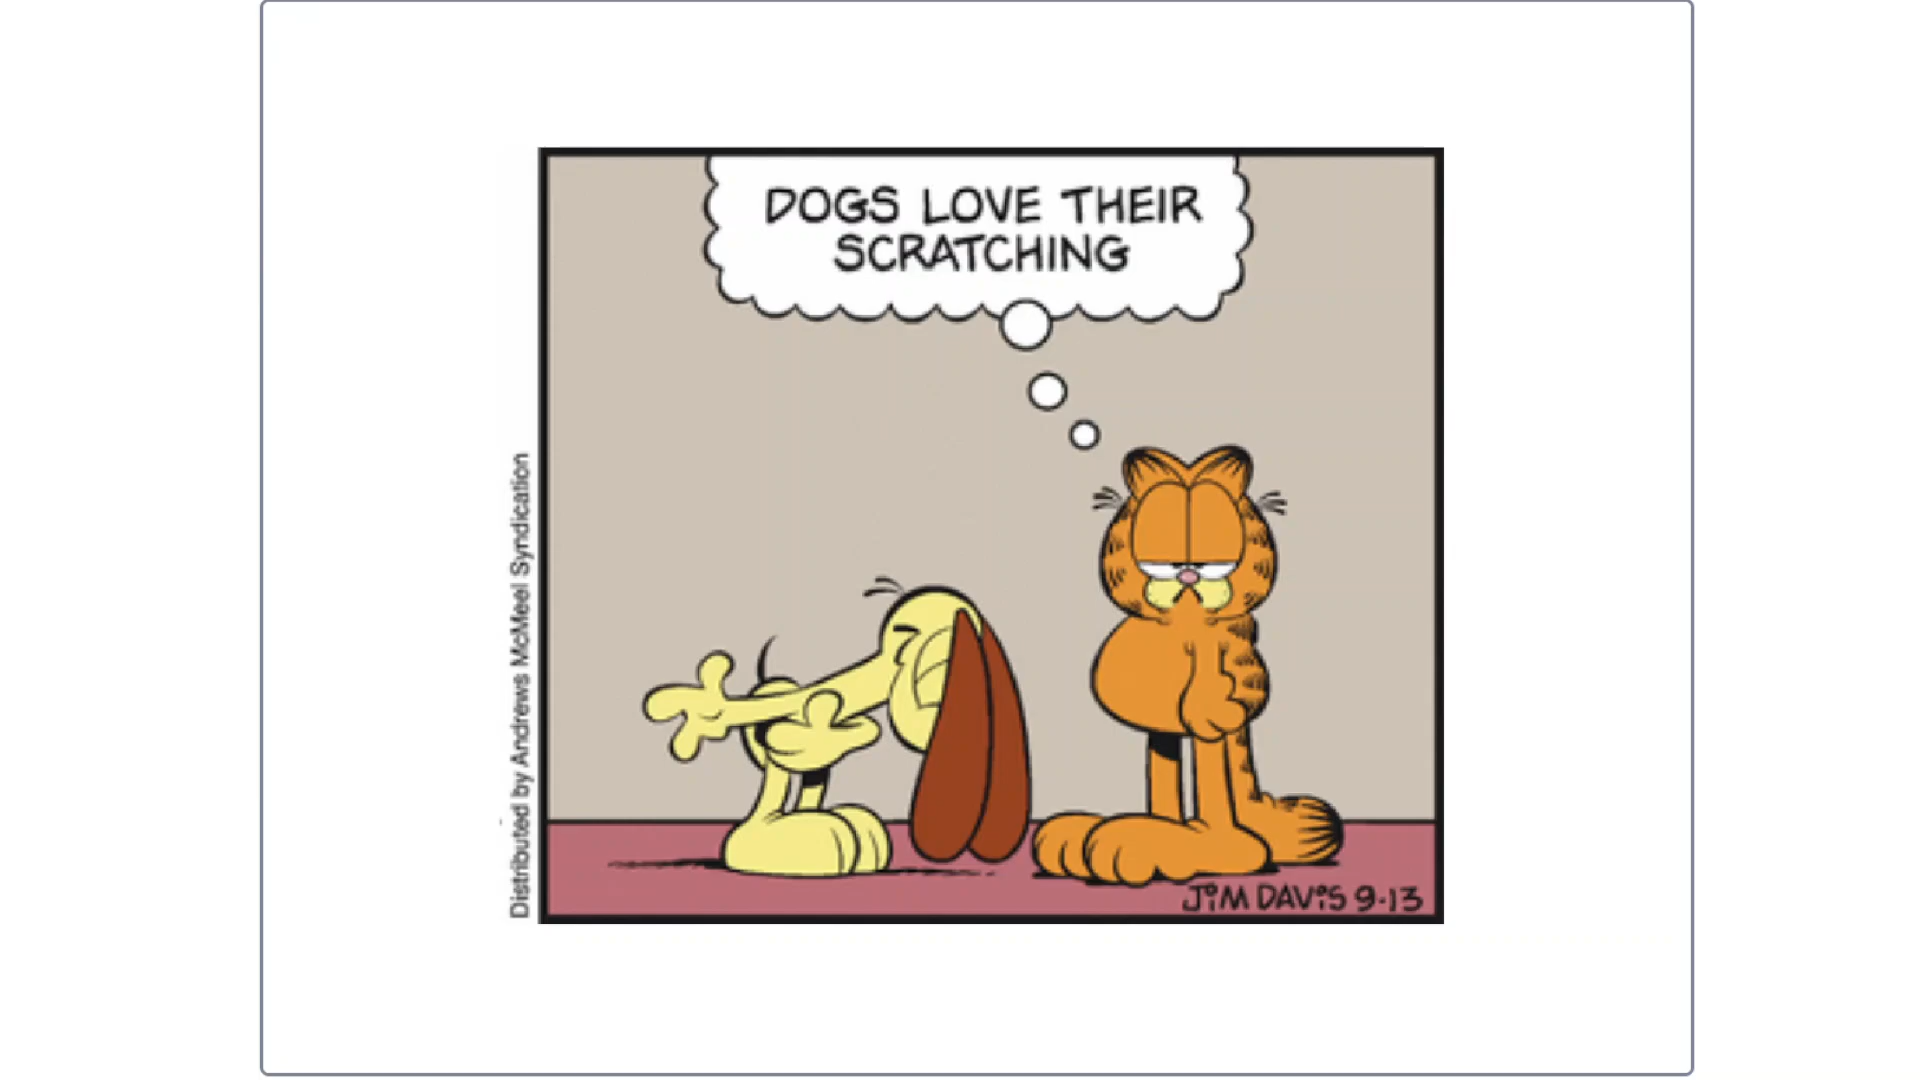 DOGS LOVE THEIR
SCRATCHING
Distributed by Andrews McMeel Syndication
JiM DAViS 9-13